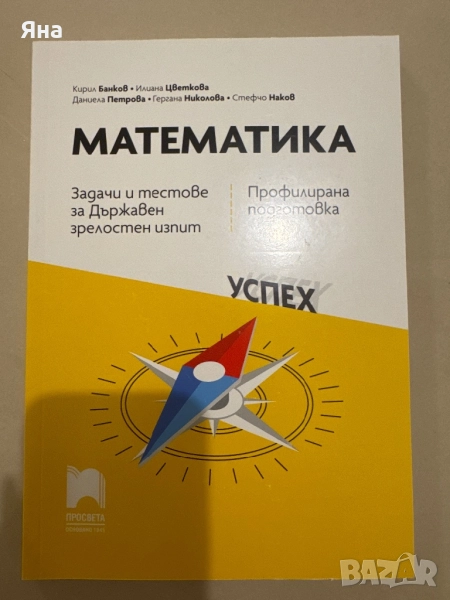 Яна
Кирил Банков • Илиана Цветкова
Даниела Петрова • Гергана Николова • Стефчо Наков
МАТЕМАТИКА
Задачи и тестове
за Държавен
зрелостен изпит
Профилирана
подготовка
УСПЕХ
ПРОСВЕТА
BAZAR